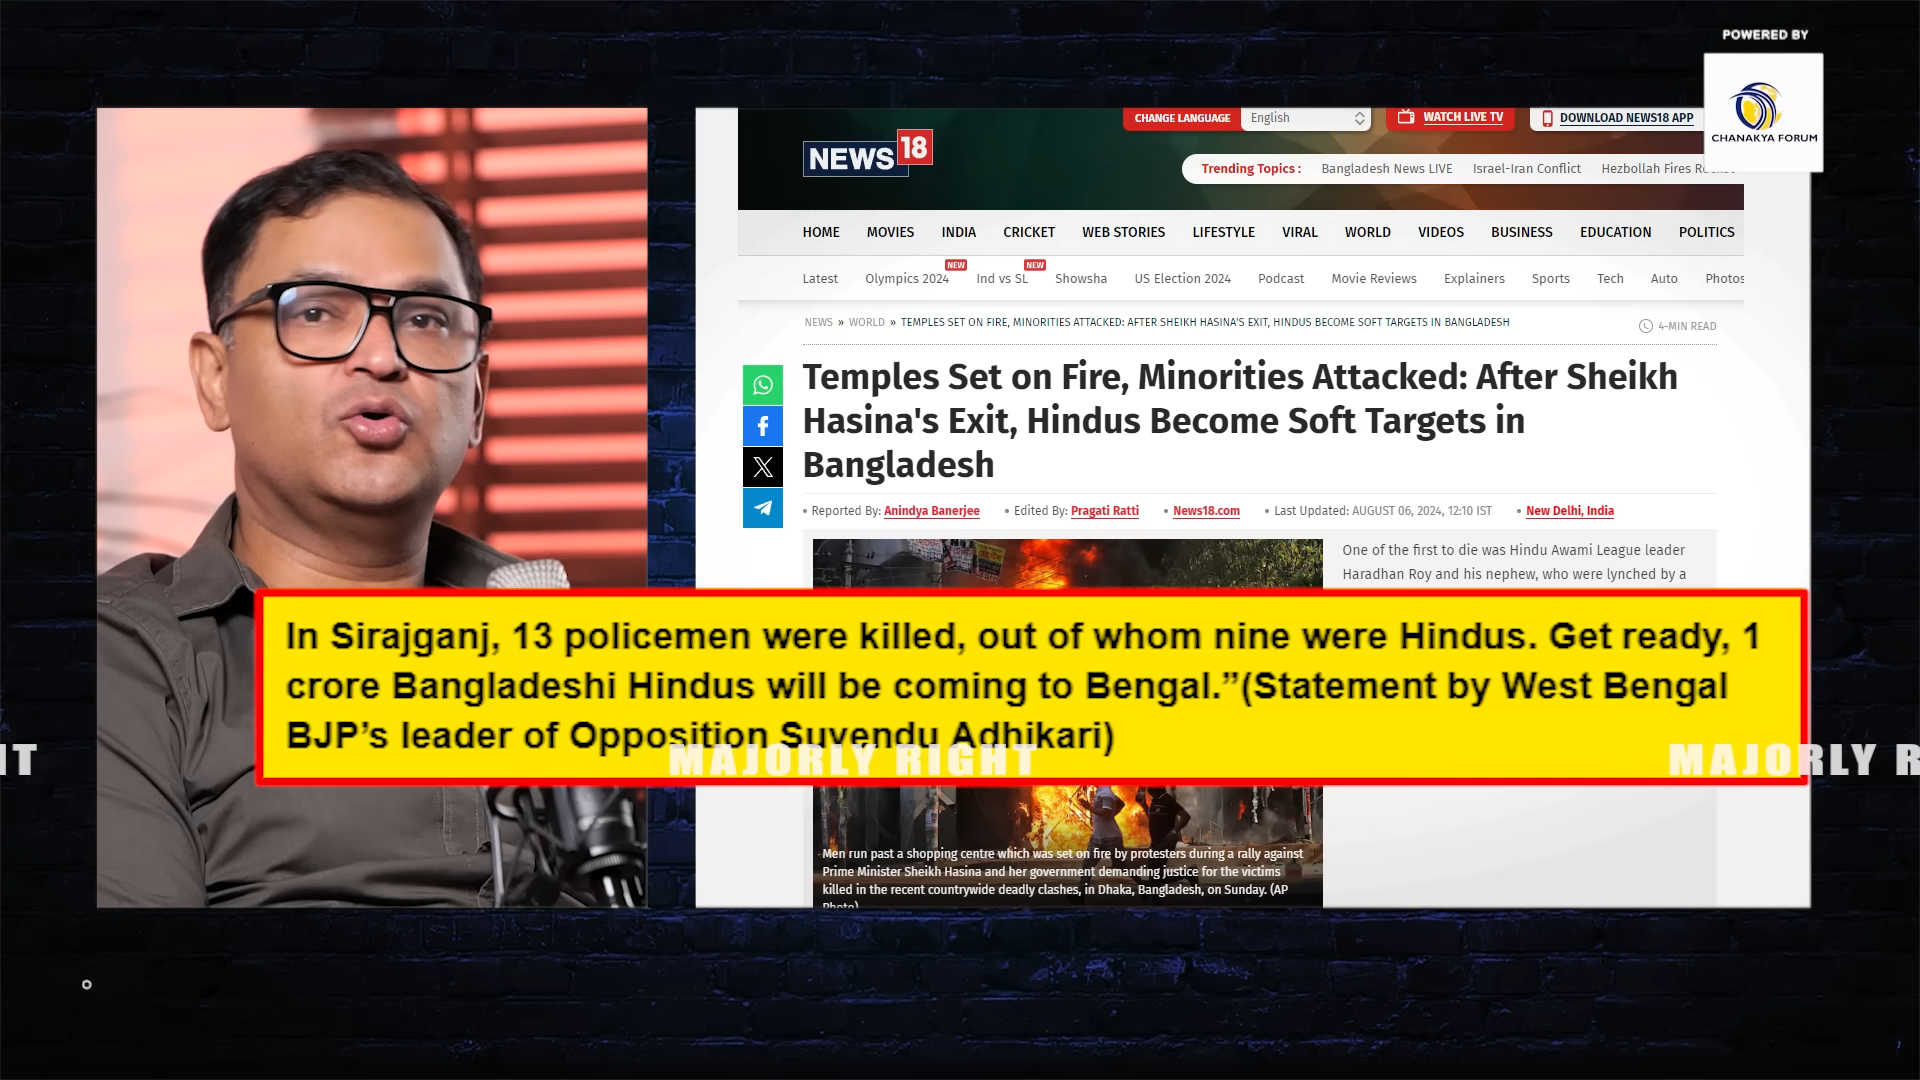 POWERED BY
CHANAKYA FORUM
CHANGE LANGUAGE
English
WATCH LIVE TV
DOWNLOAD NEWS18 APP
NEWS 18
Trending Topics :
Bangladesh News LIVE
Israel-Iran Conflict
Hezbollah Fires
HOME
MOVIES
INDIA
CRICKET
WEB STORIES
LIFESTYLE
VIRAL
WORLD
VIDEOS
BUSINESS
EDUCATION
POLITICS
Latest
Olympics 2024
NEW
Ind vs SL
NEW
Showsha
US Election 2024
Podcast
Movie Reviews
Explainers
Sports
Tech
Auto
Photos
NEWS » WORLD » TEMPLES SET ON FIRE, MINORITIES ATTACKED: AFTER SHEIKH HASINA'S EXIT, HINDUS BECOME SOFT TARGETS IN BANGLADESH
4-MIN READ
Temples Set on Fire, Minorities Attacked: After Sheikh
Hasina's Exit, Hindus Become Soft Targets in
Bangladesh
• Reported By: Anindya Banerjee • Edited By: Pragati Ratti • News18.com • Last Updated: AUGUST 06, 2024, 12:10 IST • New Delhi, India
One of the first to die was Hindu Awami League leader
Haradhan Roy and his nephew, who were lynched by a
In Sirajganj, 13 policemen were killed, out of whom nine were Hindus. Get ready, 1
crore Bangladeshi Hindus will be coming to Bengal.”(Statement by West Bengal
BJP’s leader of Opposition Suvendu Adhikari)
IT
MAJORLY RIGHT
MAJORLY R
Men run past a shopping centre which was set on fire by protesters during a rally against
Prime Minister Sheikh Hasina and her government demanding justice for the victims
killed in the recent countrywide deadly clashes, in Dhaka, Bangladesh, on Sunday. (AP
Photo)